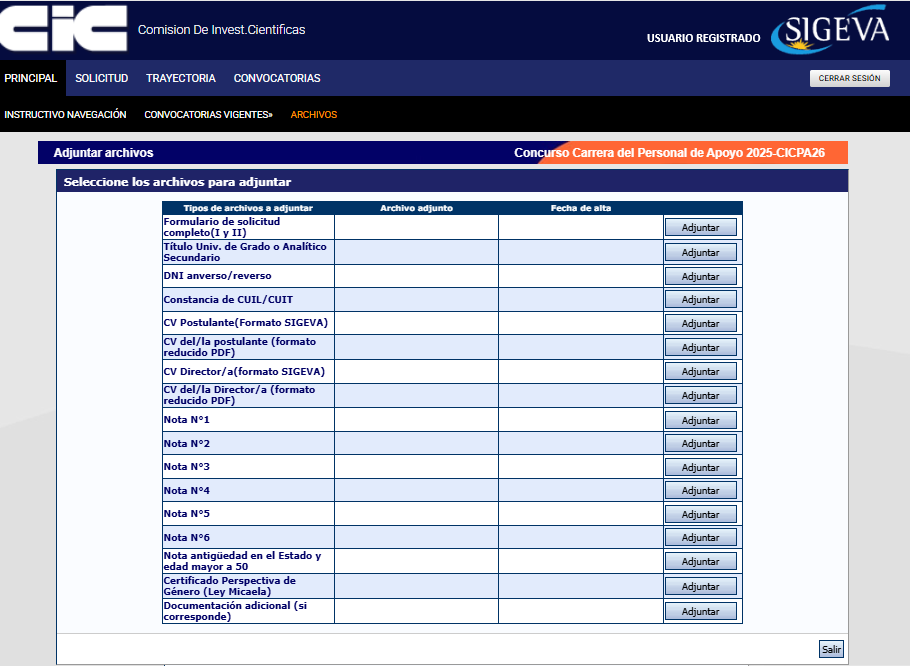 CIC
Comision De Invest.Cientificas
USUARIO REGISTRADO
SIGEVA
PRINCIPAL SOLICITUD TRAYECTORIA CONVOCATORIAS
CERRAR SESIÓN
INSTRUCTIVO NAVEGACIÓN CONVOCATORIAS VIGENTES» ARCHIVOS
Adjuntar archivos Concurso Carrera del Personal de Apoyo 2025-CICPA26
Seleccione los archivos para adjuntar
Tipos de archivos a adjuntar Archivo adjunto Fecha de alta
Formulario de solicitud
completo(I y II) Adjuntar
Título Univ. de Grado o Analítico
Secundario Adjuntar
DNI anverso/reverso Adjuntar
Constancia de CUIL/CUIT Adjuntar
CV Postulante(Formato SIGEVA) Adjuntar
CV del/la postulante (formato
reducido PDF) Adjuntar
CV Director/a(formato SIGEVA) Adjuntar
CV del/la Director/a (formato
reducido PDF) Adjuntar
Nota N°1 Adjuntar
Nota N°2 Adjuntar
Nota N°3 Adjuntar
Nota N°4 Adjuntar
Nota N°5 Adjuntar
Nota N°6 Adjuntar
Nota antigüedad en el Estado y
edad mayor a 50 Adjuntar
Certificado Perspectiva de
Género (Ley Micaela) Adjuntar
Documentación adicional (si
corresponde) Adjuntar
Salir